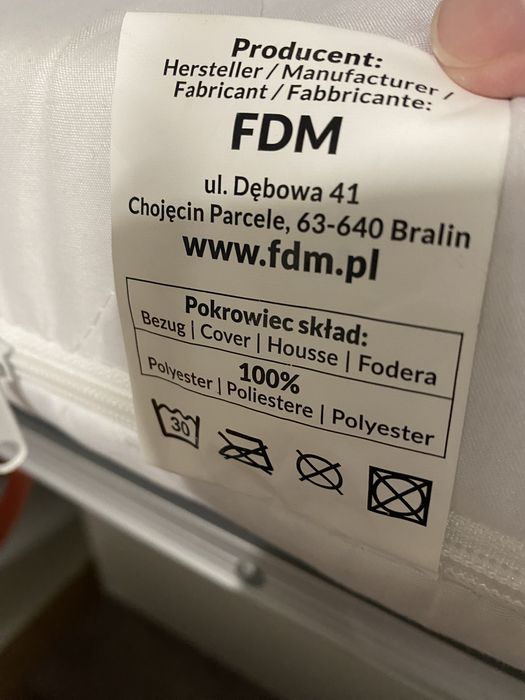 Producent:
Hersteller / Manufacturer /
Fabricant / Fabbricante:
FDM
ul. Dębowa 41
Chojęcin Parcele, 63-640 Bralin
www.fdm.pl
Pokrowiec skład:
Bezug | Cover | Housse | Fodera
100%
Polyester | Poliestere | Polyester
30